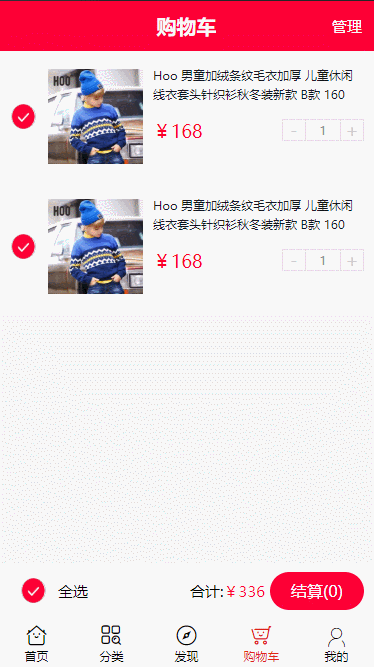 购物车
管理
HOO
Hoo 男童加绒条纹毛衣加厚 儿童休闲
线衣套头针织衫秋冬装新款 B款 160
￥168
- 1 +
HOO
Hoo 男童加绒条纹毛衣加厚 儿童休闲
线衣套头针织衫秋冬装新款 B款 160
￥168
- 1 +
全选
合计:￥336
结算(0)
首页
分类
发现
购物车
我的